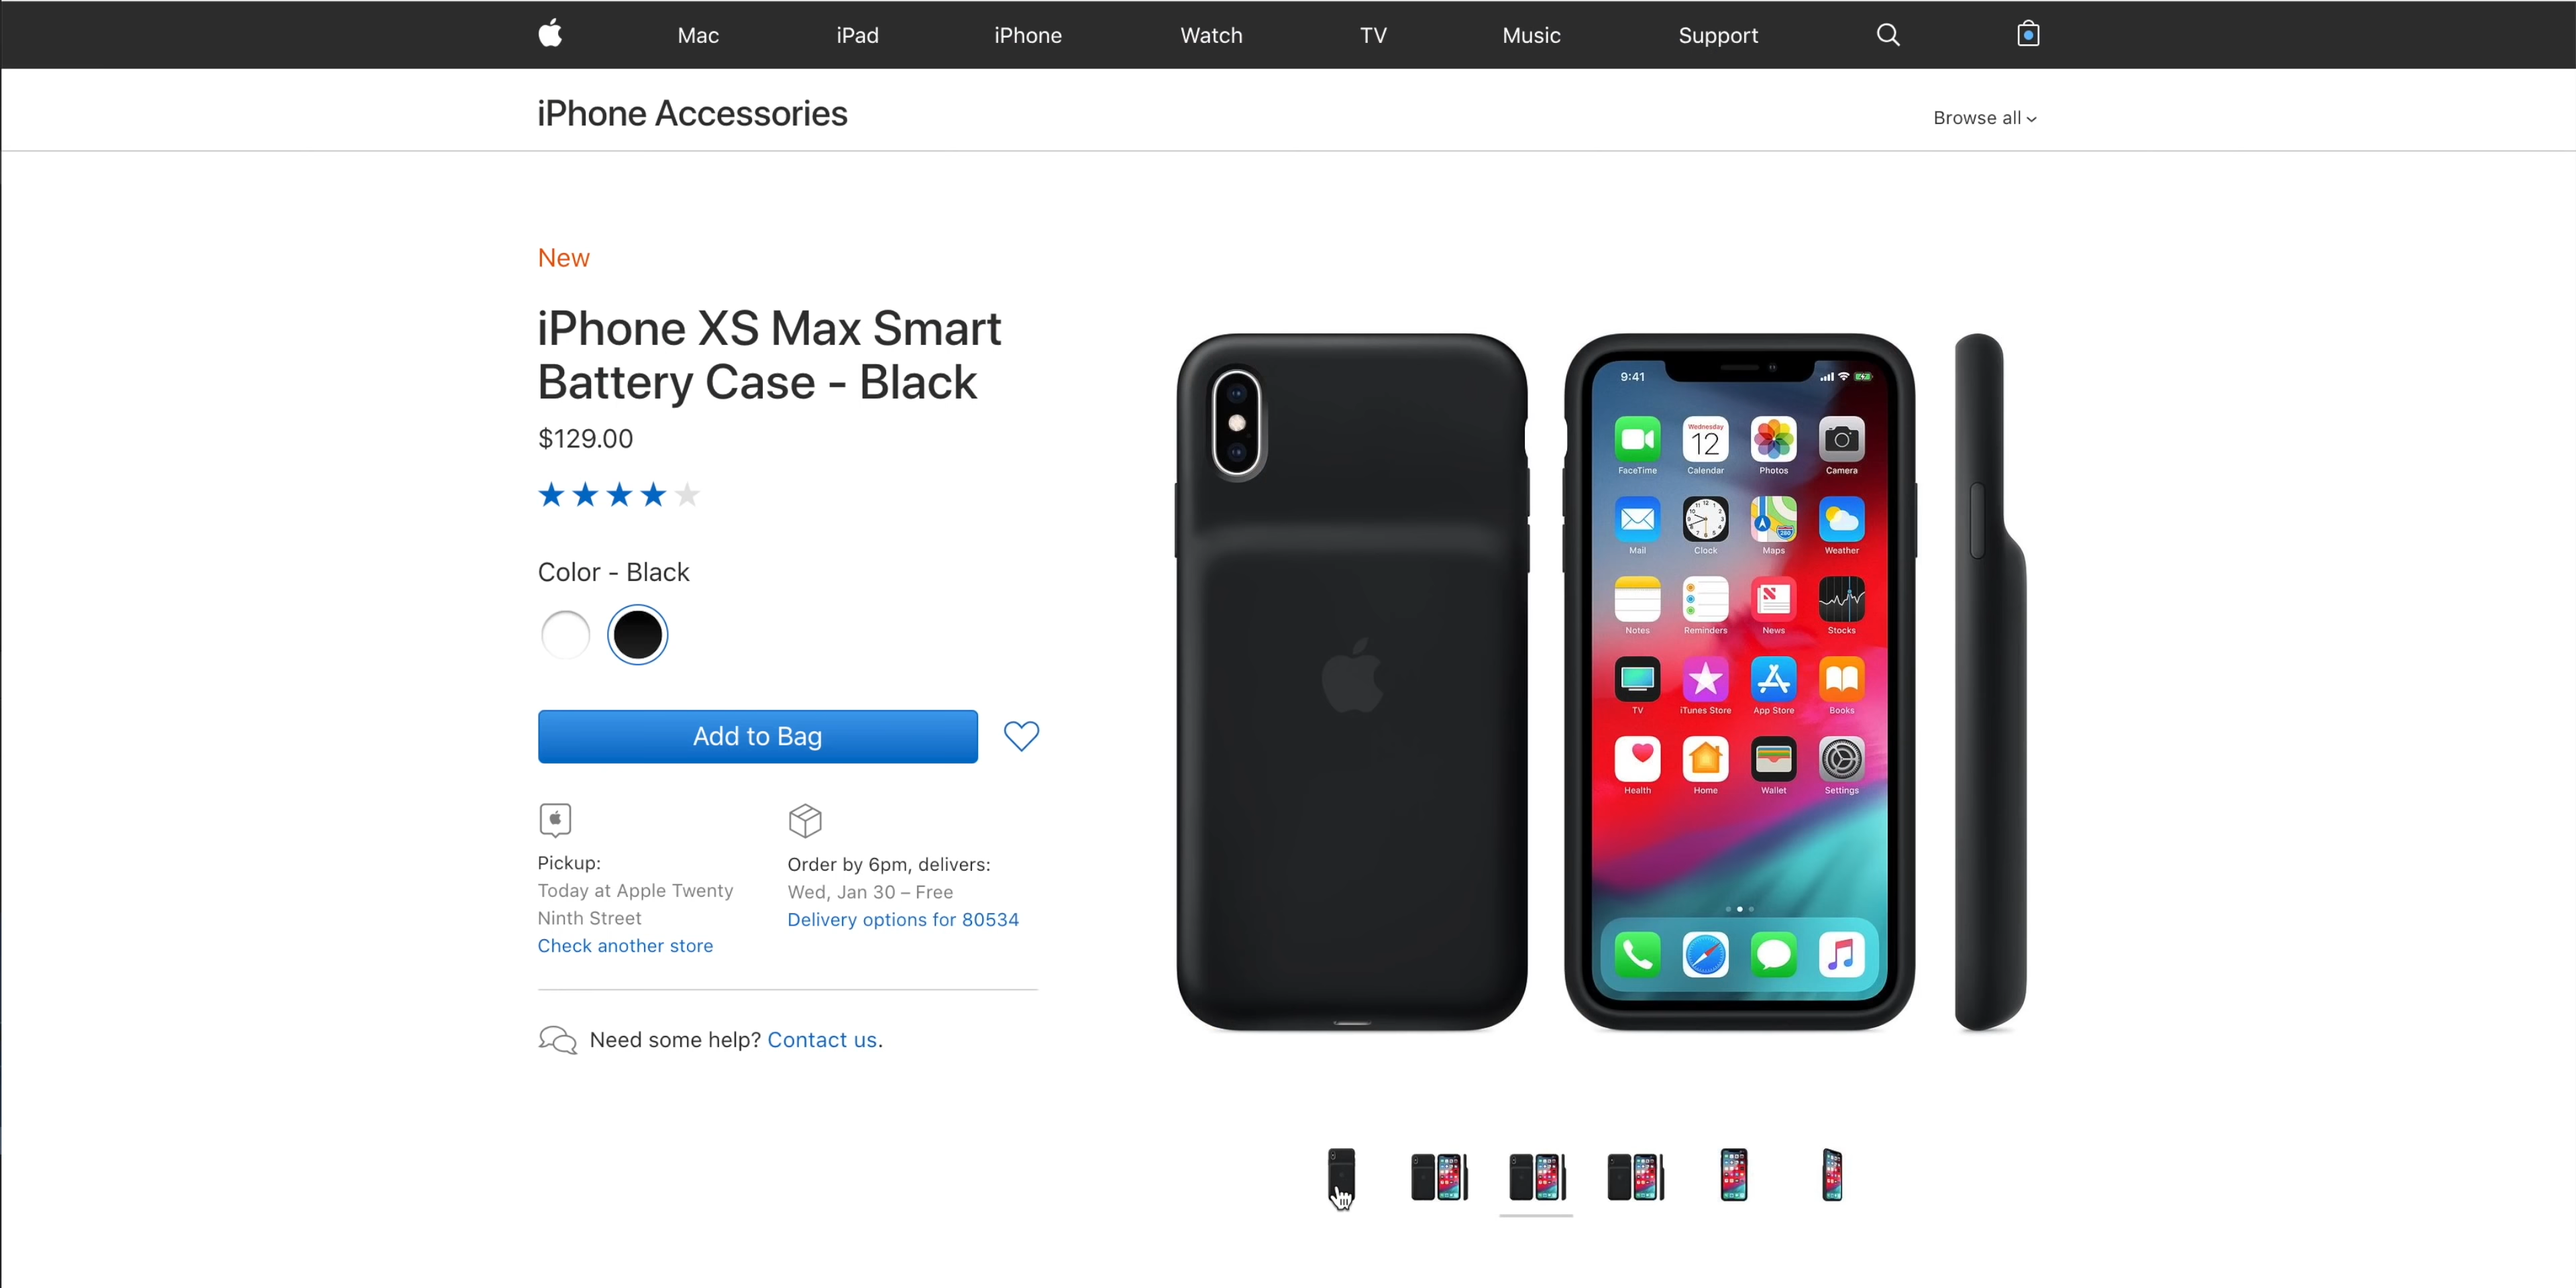 Mac iPad iPhone Watch TV Music Support
iPhone Accessories
Browse all
New
iPhone XS Max Smart
Battery Case - Black
$129.00
Color - Black
Add to Bag
Pickup:
Today at Apple Twenty
Ninth Street
Check another store
Order by 6pm, delivers:
Wed, Jan 30 – Free
Delivery options for 80534
Need some help? Contact us.
9:41
Wednesday
12
FaceTime Calendar Photos Camera
Mail Clock Maps Weather
Notes Reminders News Stocks
TV iTunes Store App Store Books
Health Home Wallet Settings